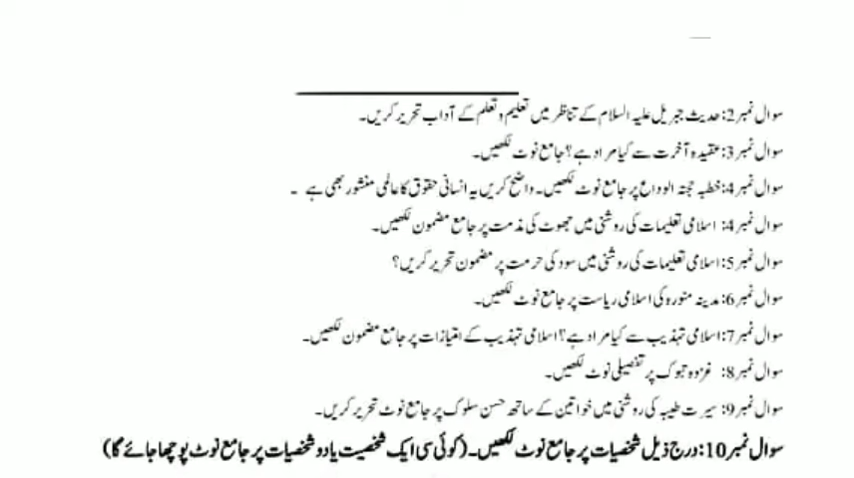 سوال نمبر2: حدیث جبریل علیہ السلام کے تناظر میں تعلیم و تعلم کے آداب تحریر کریں۔
سوال نمبر3: عقیدہ آخرت سے کیا مراد ہے؟ جامع نوٹ لکھیں۔
سوال نمبر4: خطبہ حجتہ الوداع پر جامع نوٹ لکھیں۔ واضح کریں یہ انسانی حقوق کا عالمی منشور بھی ہے ۔
سوال نمبر4: اسلامی تعلیمات کی روشنی میں جھوٹ کی مذمت پر جامع مضمون لکھیں۔
سوال نمبر5: اسلامی تعلیمات کی روشنی میں سود کی حرمت پر مضمون تحریر کریں؟
سوال نمبر6: مدینہ منورہ کی اسلامی ریاست پر جامع نوٹ لکھیں۔
سوال نمبر7: اسلامی تہذیب سے کیا مراد ہے؟ اسلامی تہذیب کے امتیازات پر جامع مضمون لکھیں۔
سوال نمبر8: غزوہ تبوک پر تفصیلی نوٹ لکھیں۔
سوال نمبر9: سیرت طیبہ کی روشنی میں خواتین کے ساتھ حسن سلوک پر جامع نوٹ تحریر کریں۔
سوال نمبر10: درج ذیل شخصیات پر جامع نوٹ لکھیں۔ (کوئی سی ایک شخصیت یا دو شخصیات پر جامع نوٹ پوچھا جائے گا)